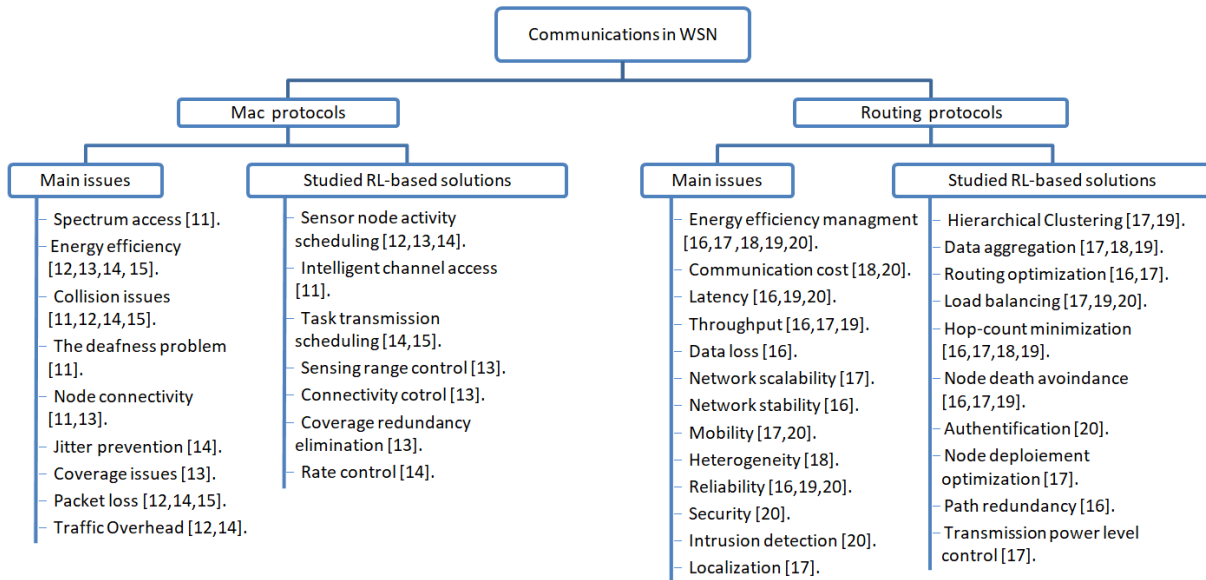 Communications in WSN
Mac protocols
Routing protocols
Main issues
Studied RL-based solutions
Main issues
Studied RL-based solutions
Spectrum access [11].
Energy efficiency
[12,13,14, 15].
Collision issues
[11,12,14,15].
The deafness problem
[11].
Node connectivity
[11,13].
Jitter prevention [14].
Coverage issues [13].
Packet loss [12,14,15].
Traffic Overhead [12,14].
Sensor node activity
scheduling [12,13,14].
Intelligent channel access
[11].
Task transmission
scheduling [14,15].
Sensing range control [13].
Connectivity cotrol [13].
Coverage redundancy
elimination [13].
Rate control [14].
Energy efficiency managment
[16,17,18,19,20].
Communication cost [18,20].
Latency [16,19,20].
Throughput [16,17,19].
Data loss [16].
Network scalability [17].
Network stability [16].
Mobility [17,20].
Heterogeneity [18].
Reliability [16,19,20].
Security [20].
Intrusion detection [20].
Localization [17].
Hierarchical Clustering [17,19].
Data aggregation [17,18,19].
Routing optimization [16,17].
Load balancing [17,19,20].
Hop-count minimization
[16,17,18,19].
Node death avoindance
[16,17,19].
Authentification [20].
Node deploiement
optimization [17].
Path redundancy [16].
Transmission power level
control [17].